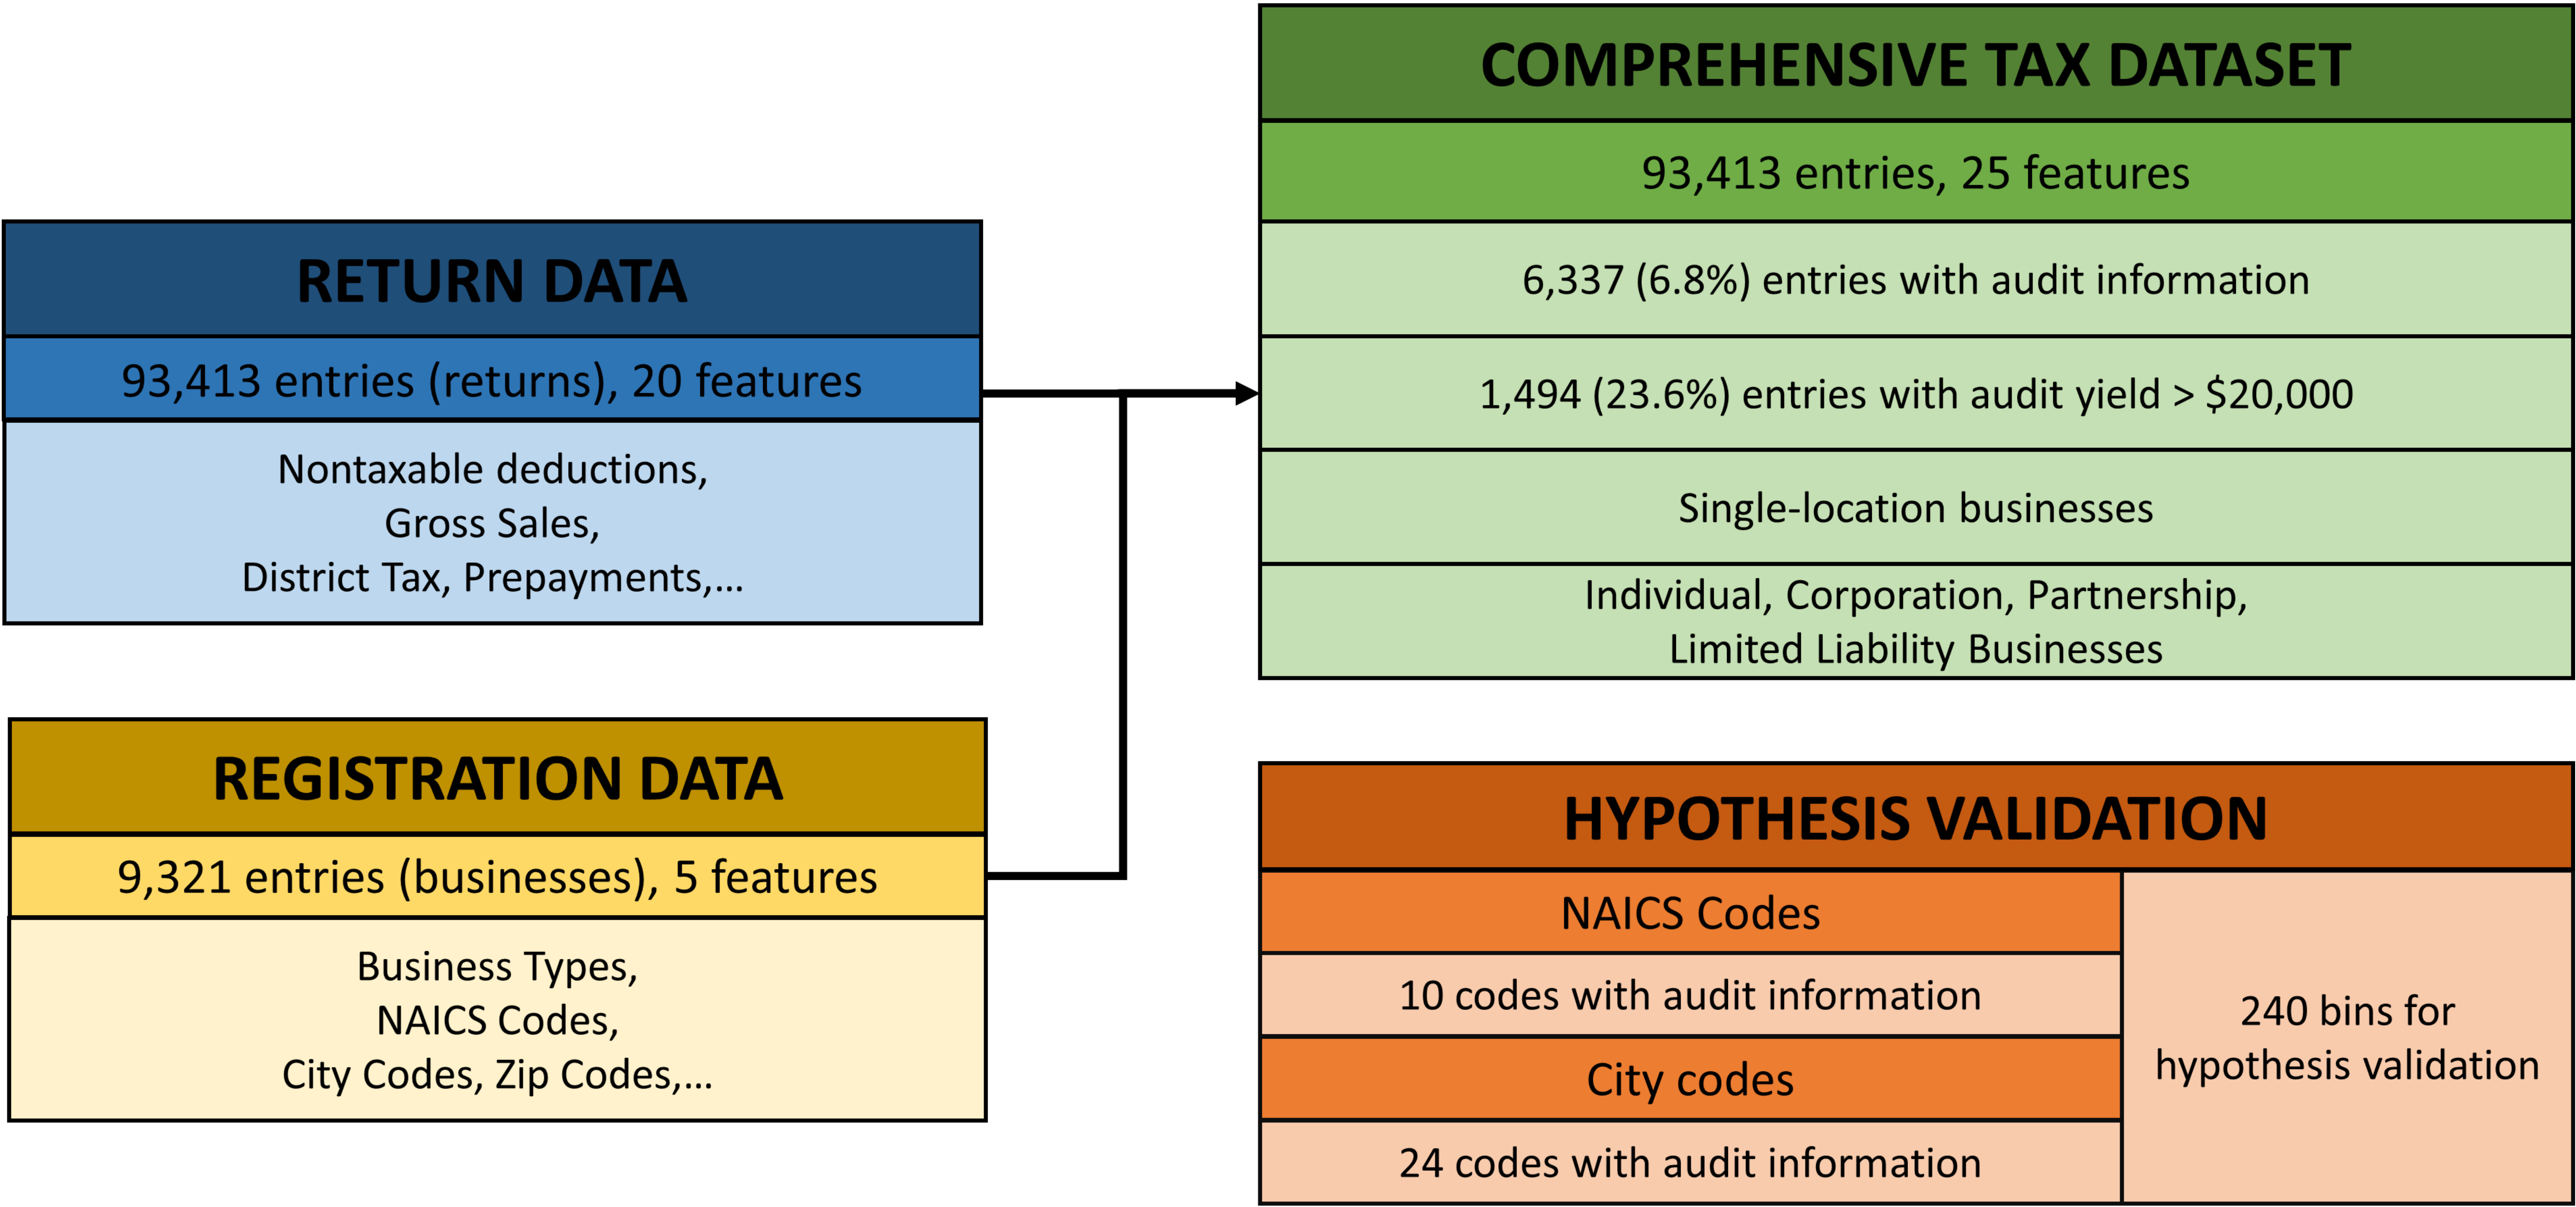 RETURN DATA
93,413 entries (returns), 20 features
Nontaxable deductions,
Gross Sales,
District Tax, Prepayments,...
REGISTRATION DATA
9,321 entries (businesses), 5 features
Business Types,
NAICS Codes,
City Codes, Zip Codes,...
COMPREHENSIVE TAX DATASET
93,413 entries, 25 features
6,337 (6.8%) entries with audit information
1,494 (23.6%) entries with audit yield > $20,000
Single-location businesses
Individual, Corporation, Partnership,
Limited Liability Businesses
HYPOTHESIS VALIDATION
NAICS Codes
10 codes with audit information
City codes
24 codes with audit information
240 bins for
hypothesis validation